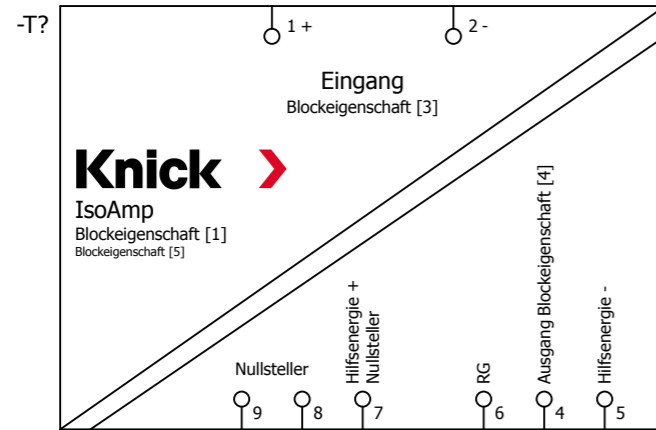 -T?
1 +
2 -
Eingang
Blockeigenschaft [3]
Knick
IsoAmp
Blockeigenschaft [1]
Blockeigenschaft [5]
Nullsteller
Hilfsenergie +
Nullsteller
RG
Ausgang Blockeigenschaft [4]
Hilfsenergie -
9
8
7
6
4
5